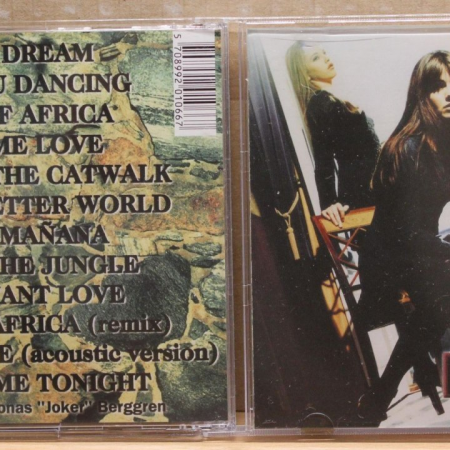 DREAM
U DANCING
F AFRICA
ME LOVE
THE CATWALK
ETTER WORLD
MAÑANA
HE JUNGLE
ANT LOVE
AFRICA (remix)
E (acoustic version)
ME TONIGHT
onas "Joker" Berggren
5 708992 010667